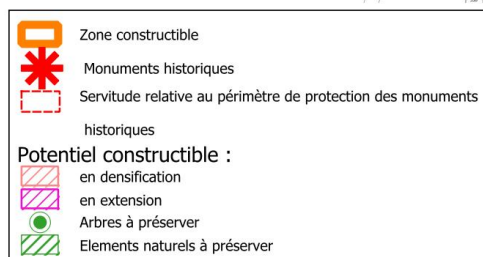 Zone constructible
Monuments historiques
Servitude relative au périmètre de protection des monuments
historiques
Potentiel constructible :
en densification
en extension
Arbres à préserver
Elements naturels à préserver